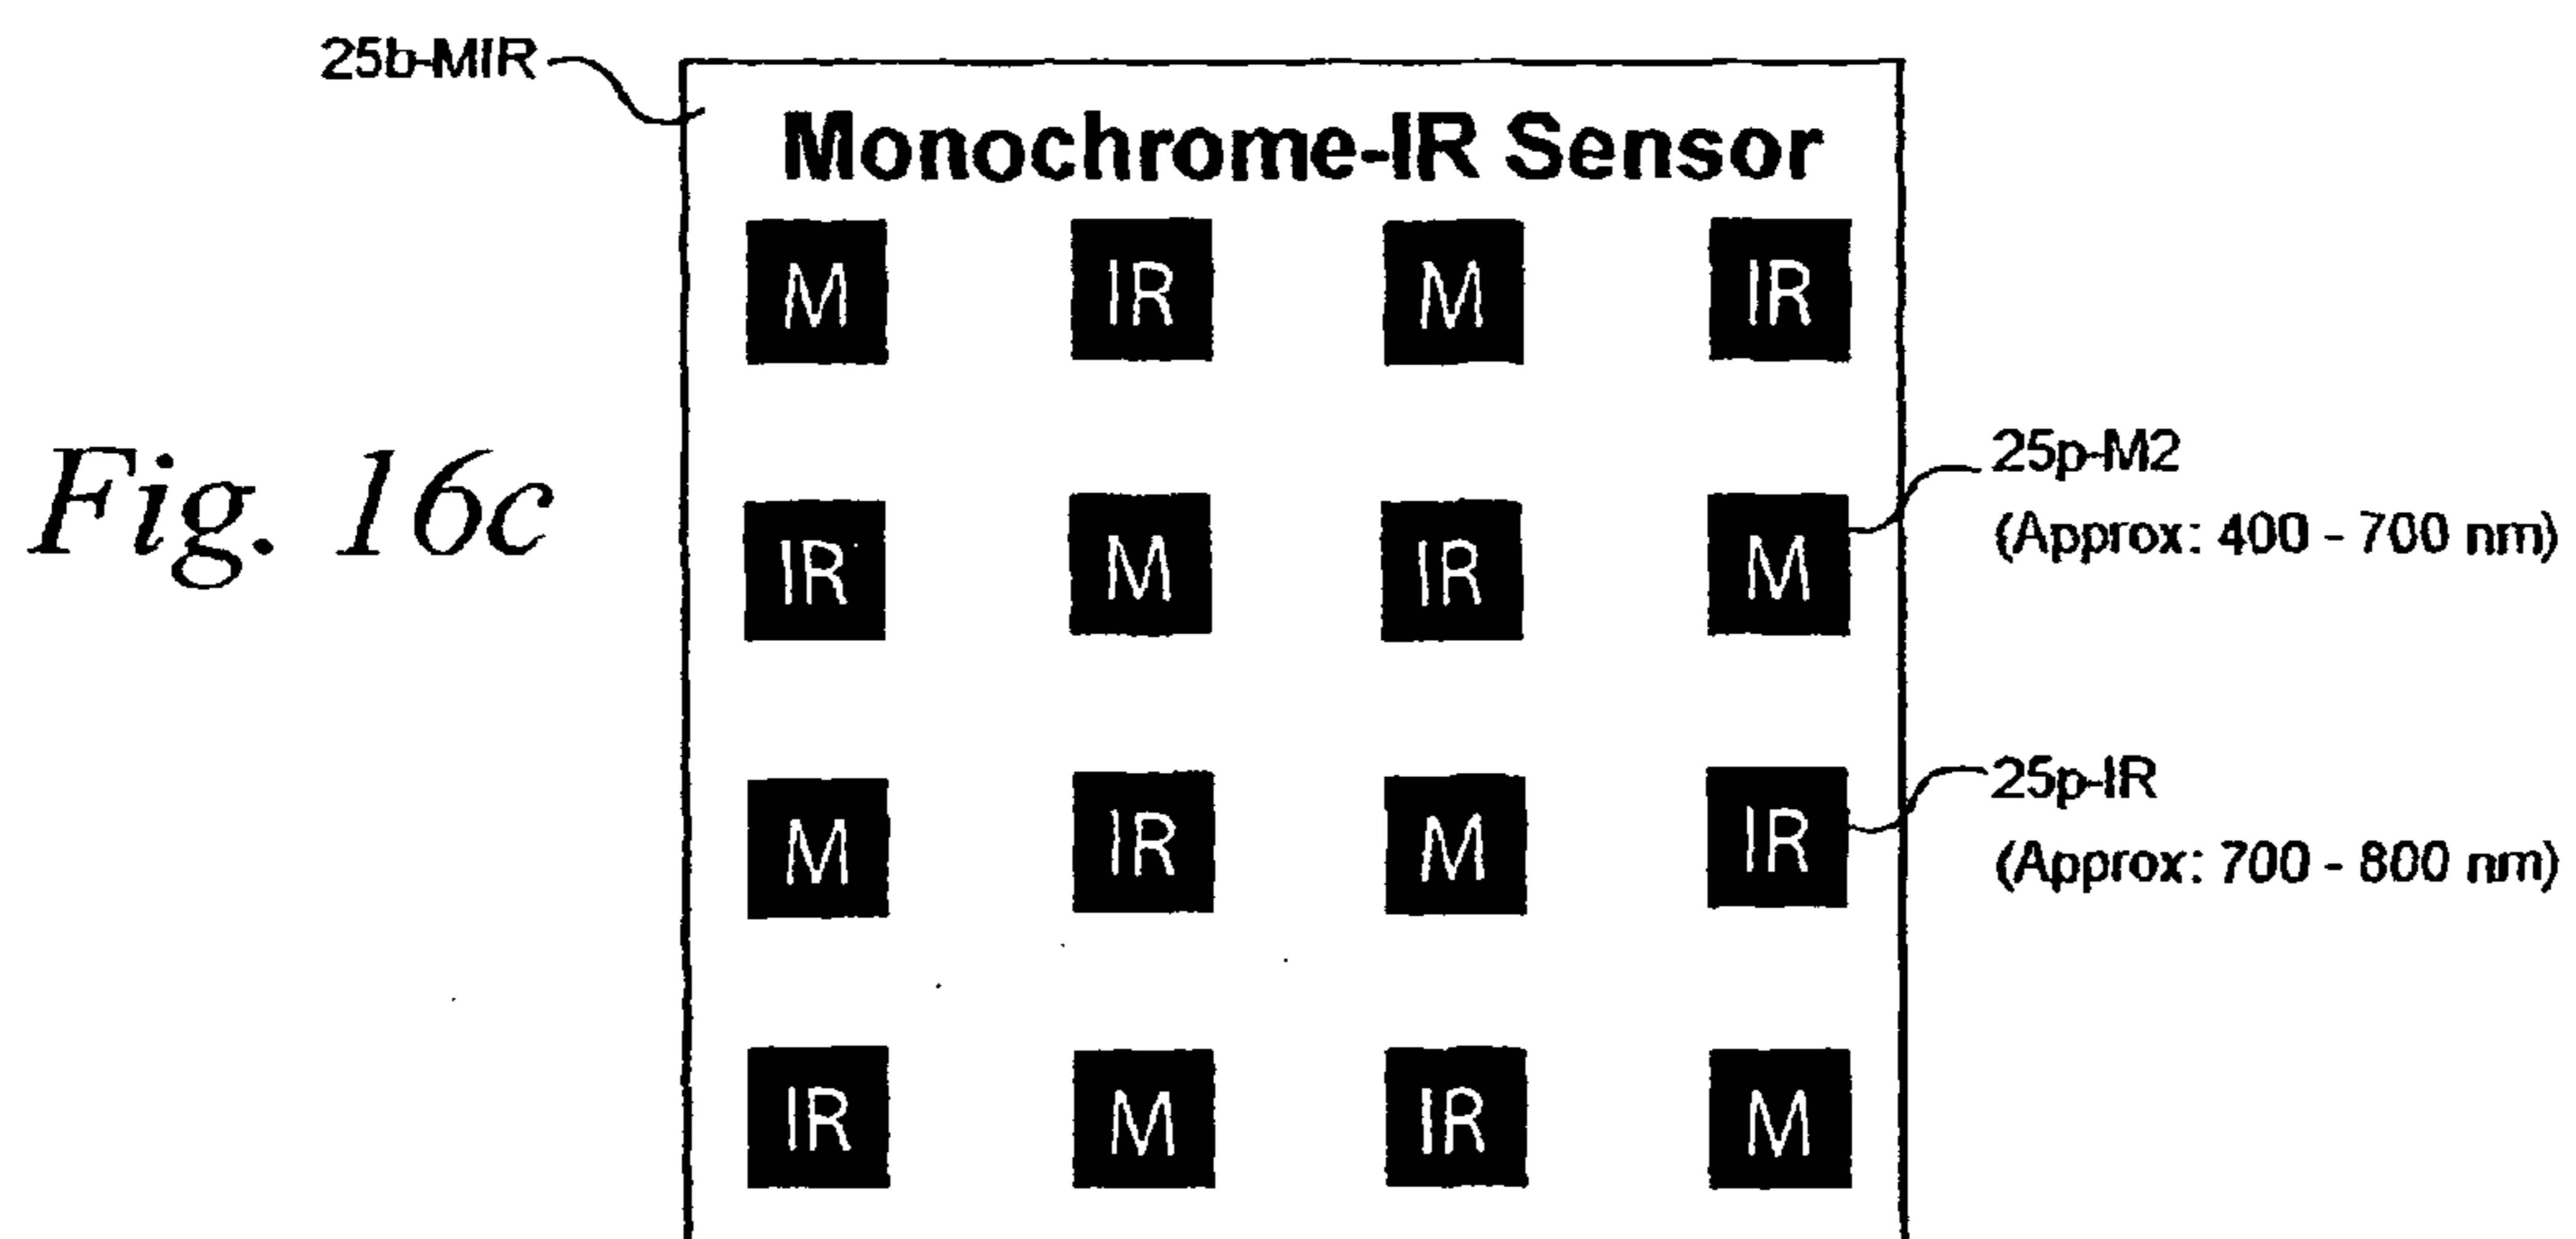 25b-MIR
Monochrome-IR Sensor
M IR M IR
25p-M2
(Approx: 400 - 700 nm)
IR M IR M
Fig. 16c
25p-IR
(Approx: 700 - 800 nm)
M IR M IR
IR M IR M